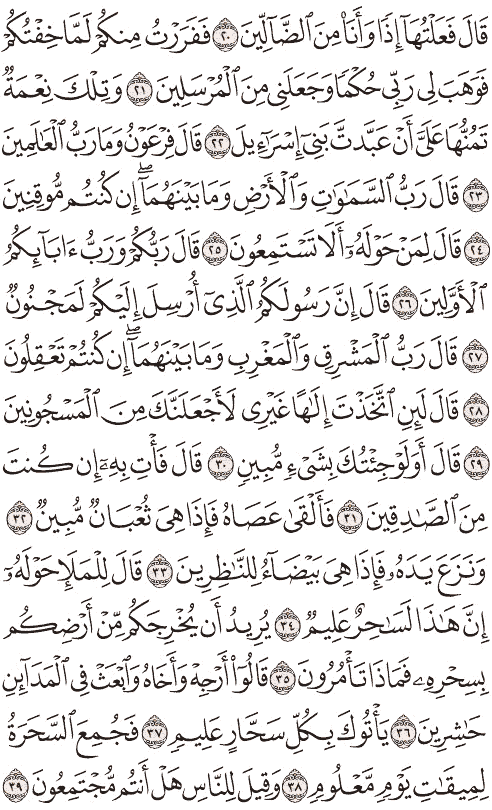 قَالَ فَعَلْتُهَآ إِذًا وَأَنَا۠ مِنَ ٱلضَّآلِّينَ ٢٠ فَفَرَرْتُ مِنكُمْ لَمَّا خِفْتُكُمْ
فَوَهَبَ لِى رَبِّى حُكْمًا وَجَعَلَنِى مِنَ ٱلْمُرْسَلِينَ ٢١ وَتِلْكَ نِعْمَةٌ
تَمُنُّهَا عَلَىَّ أَنْ عَبَّدتَّ بَنِىٓ إِسْرَٰٓءِيلَ ٢٢ قَالَ فِرْعَوْنُ وَمَا رَبُّ ٱلْعَٰلَمِينَ
٢٣ قَالَ رَبُّ ٱلسَّمَٰوَٰتِ وَٱلْأَرْضِ وَمَا بَيْنَهُمَآ ۖ إِن كُنتُم مُّوقِنِينَ
٢٤ قَالَ لِمَنْ حَوْلَهُۥٓ أَلَا تَسْتَمِعُونَ ٢٥ قَالَ رَبُّكُمْ وَرَبُّ ءَابَآئِكُمُ
ٱلْأَوَّلِينَ ٢٦ قَالَ إِنَّ رَسُولَكُمُ ٱلَّذِىٓ أُرْسِلَ إِلَيْكُمْ لَمَجْنُونٌ
٢٧ قَالَ رَبُّ ٱلْمَشْرِقِ وَٱلْمَغْرِبِ وَمَا بَيْنَهُمَآ ۖ إِن كُنتُمْ تَعْقِلُونَ
٢٨ قَالَ لَئِنِ ٱتَّخَذْتَ إِلَٰهًا غَيْرِى لَأَجْعَلَنَّكَ مِنَ ٱلْمَسْجُونِينَ
٢٩ قَالَ أَوَلَوْ جِئْتُكَ بِشَىْءٍ مُّبِينٍ ٣٠ قَالَ فَأْتِ بِهِۦٓ إِن كُنتَ
مِنَ ٱلصَّٰدِقِينَ ٣١ فَأَلْقَىٰ عَصَاهُ فَإِذَا هِىَ ثُعْبَانٌ مُّبِينٌ ٣٢
وَنَزَعَ يَدَهُۥ فَإِذَا هِىَ بَيْضَآءُ لِلنَّٰظِرِينَ ٣٣ قَالَ لِلْمَلَإِ حَوْلَهُۥٓ
إِنَّ هَٰذَا لَسَٰحِرٌ عَلِيمٌ ٣٤ يُرِيدُ أَن يُخْرِجَكُم مِّنْ أَرْضِكُم
بِسِحْرِهِۦ فَمَاذَا تَأْمُرُونَ ٣٥ قَالُوٓا۟ أَرْجِهْ وَأَخَاهُ وَٱبْعَثْ فِى ٱلْمَدَآئِنِ
حَٰشِرِينَ ٣٦ يَأْتُوكَ بِكُلِّ سَحَّارٍ عَلِيمٍ ٣٧ فَجُمِعَ ٱلسَّحَرَةُ
لِمِيقَٰتِ يَوْمٍ مَّعْلُومٍ ٣٨ وَقِيلَ لِلنَّاسِ هَلْ أَنتُم مُّجْتَمِعُونَ ٣٩